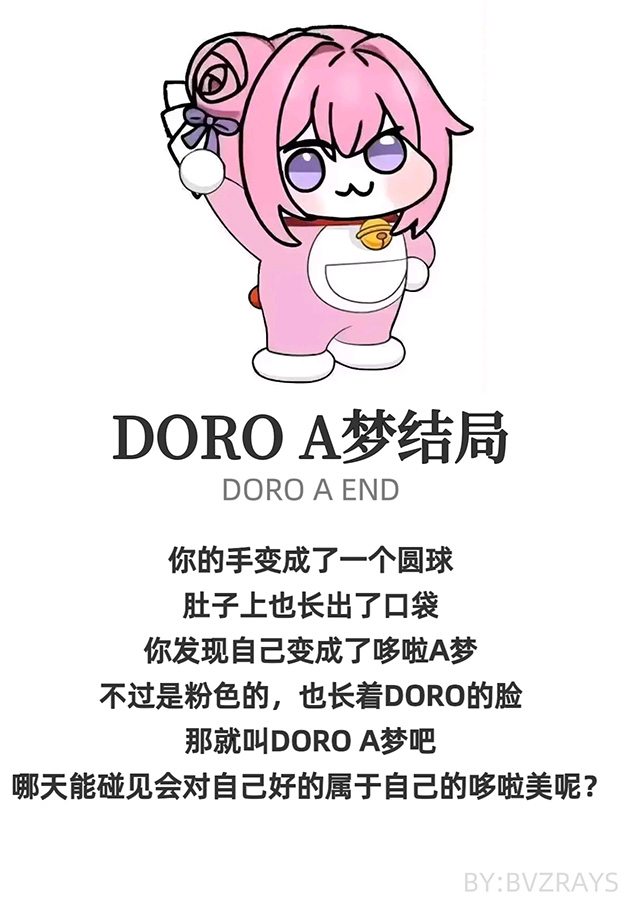 DORO A梦结局
DORO A END
你的手变成了一个圆球
肚子上也长出了口袋
你发现自己变成了哆啦A梦
不过是粉色的，也长着DORO的脸
那就叫DORO A梦吧
哪天能碰见会对自己好的属于自己的哆啦美呢？
BY:BVZRAYS